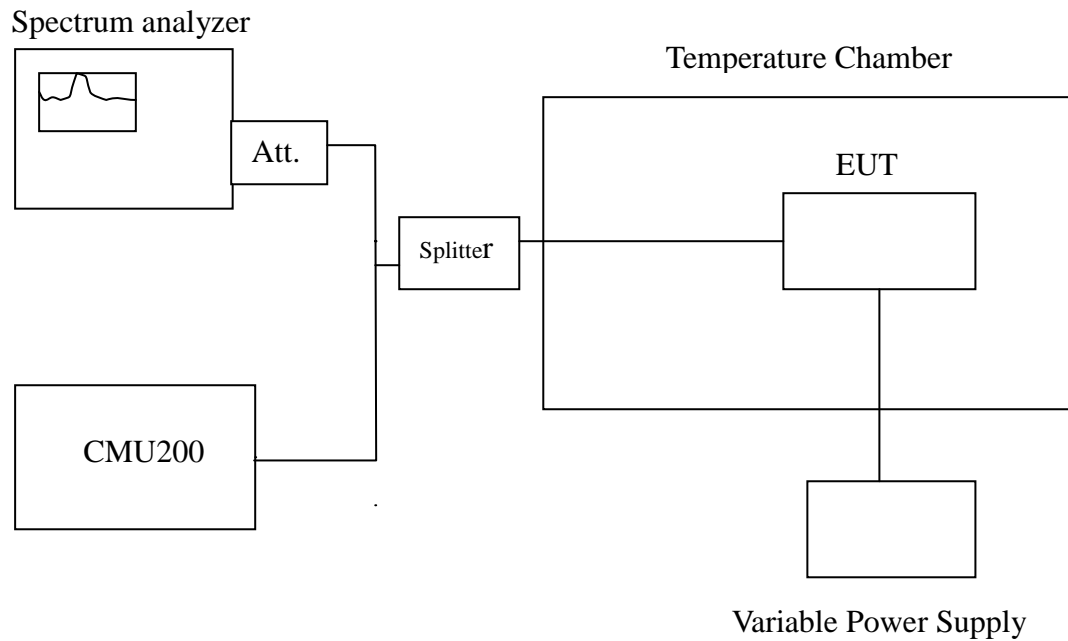 Spectrum analyzer
Temperature Chamber
Att.
EUT
Splitter
CMU200
Variable Power Supply